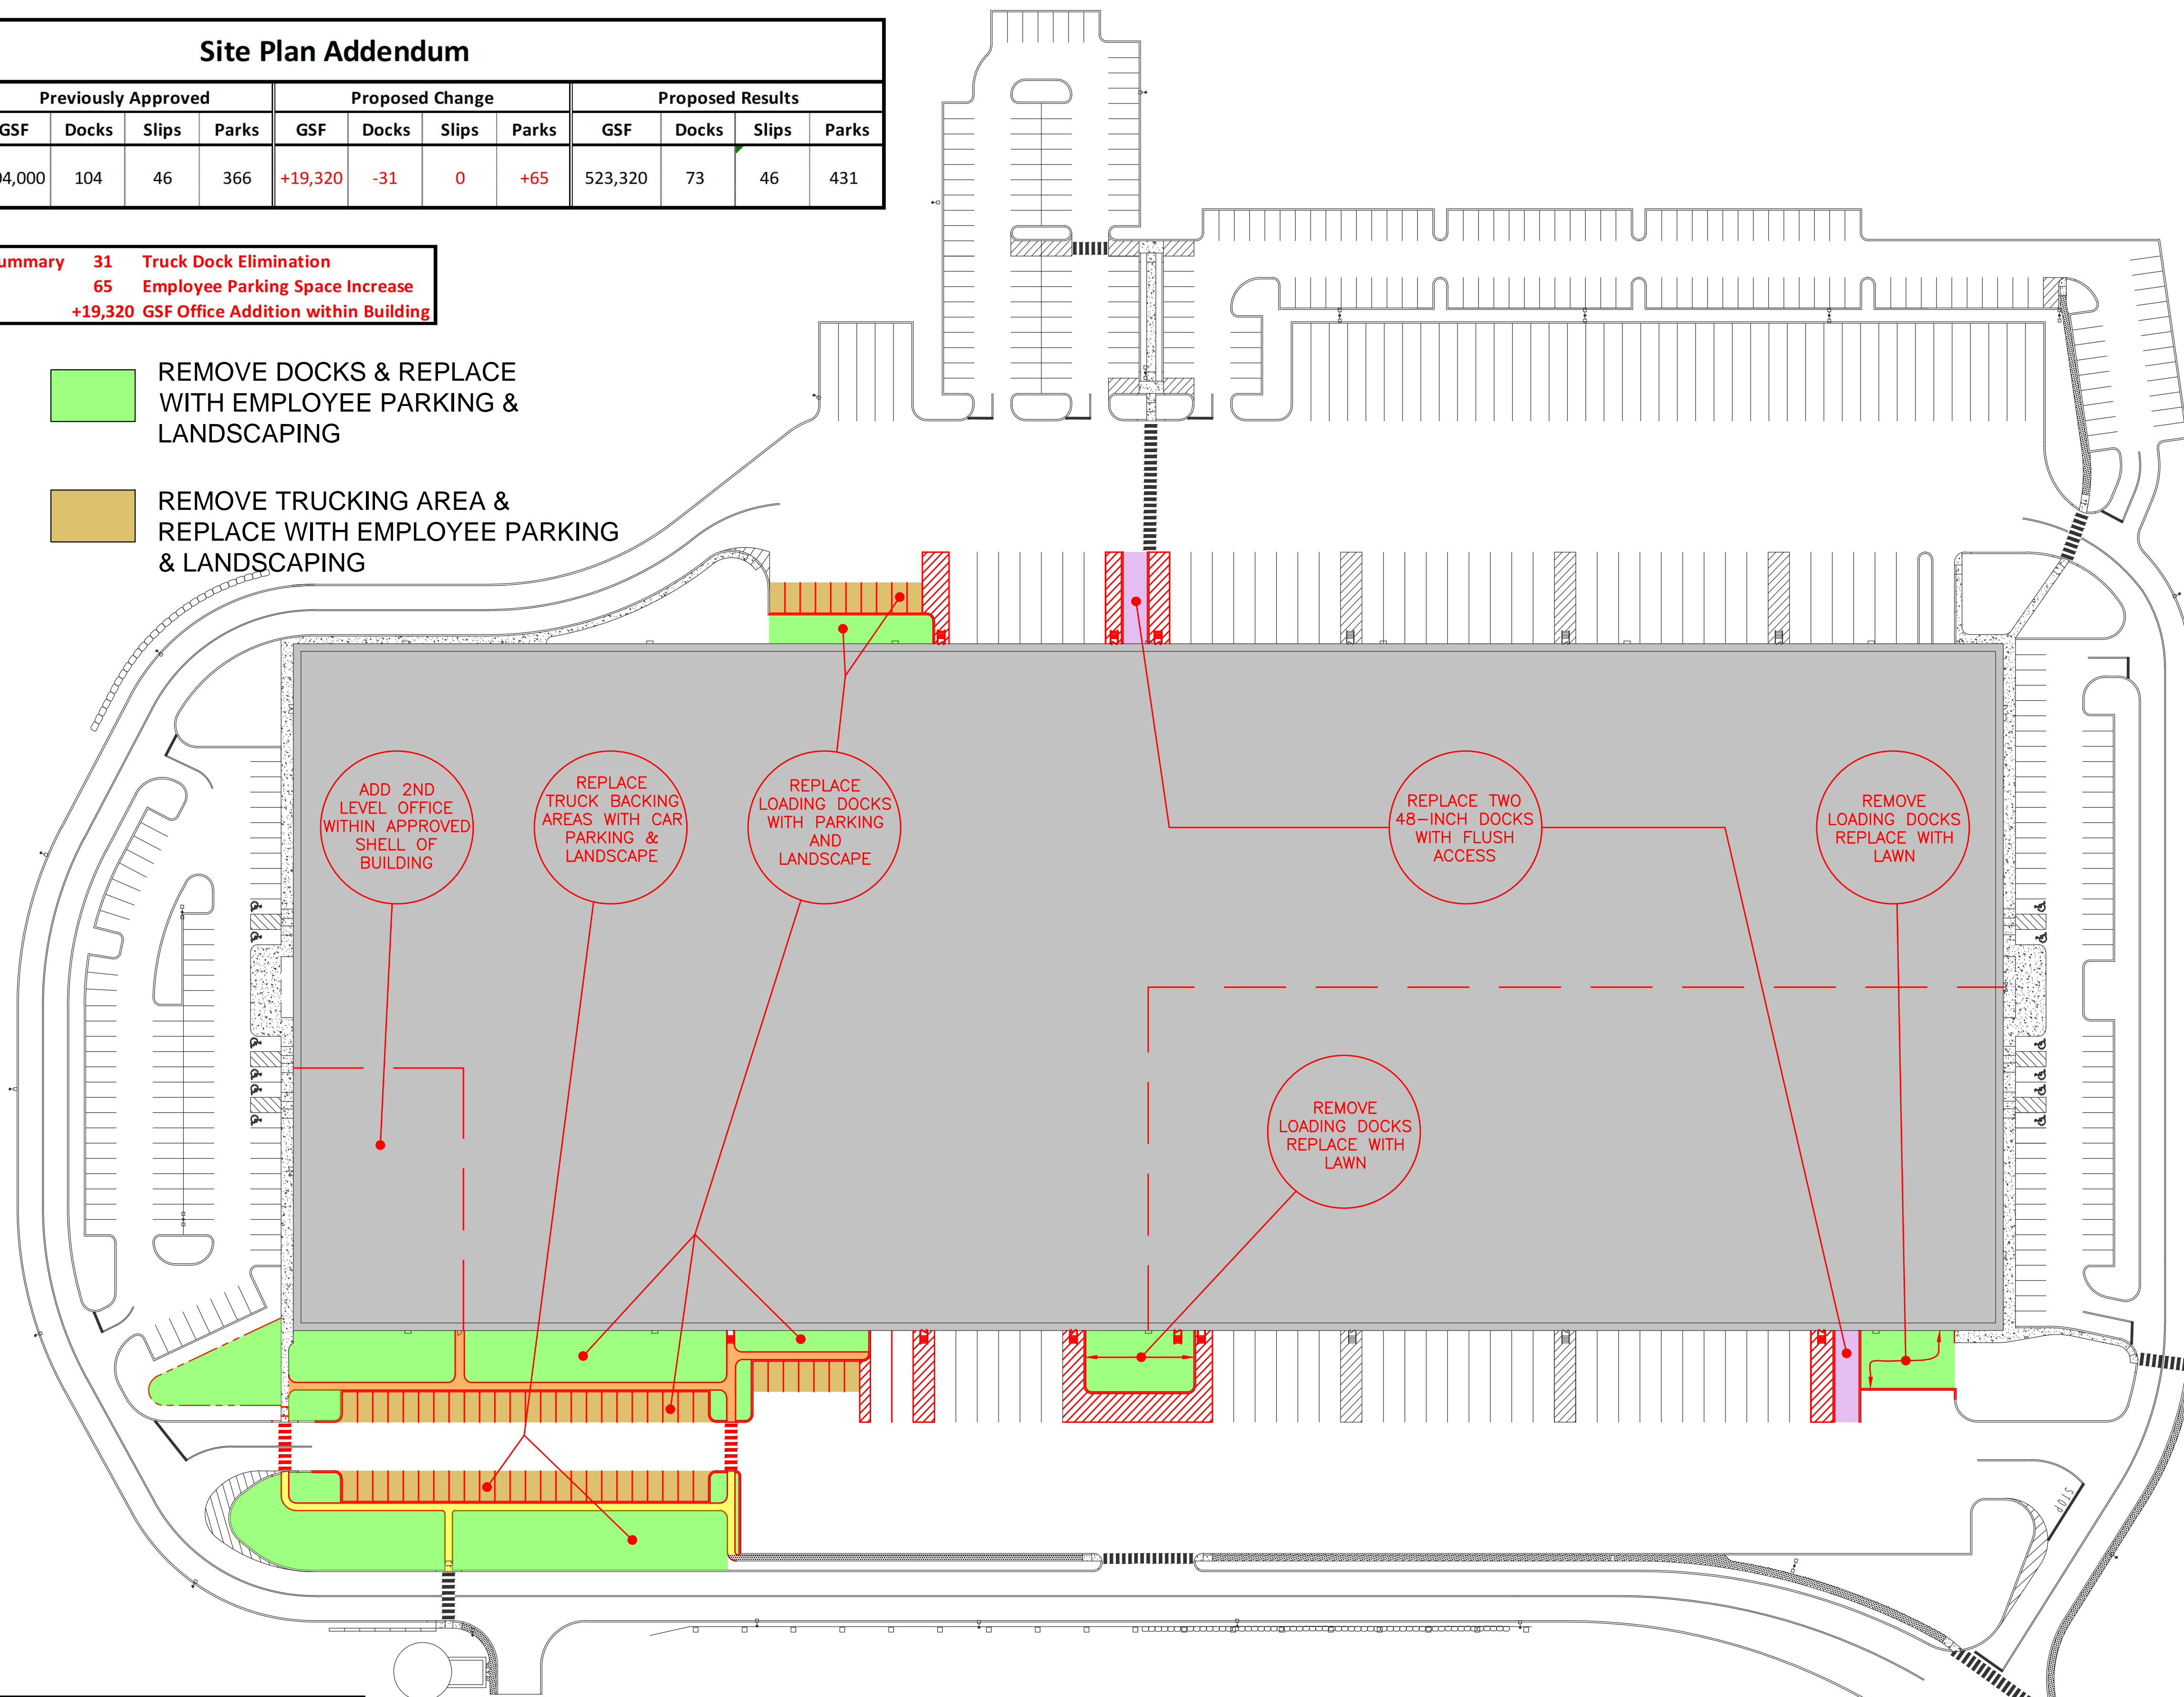 Site Plan Addendum
Previously Approved Proposed Change Proposed Results
GSF Docks Slips Parks GSF Docks Slips Parks GSF Docks Slips Parks
04,000 104 46 366 +19,320 -31 0 +65 523,320 73 46 431
ummary 31 Truck Dock Elimination
65 Employee Parking Space Increase
+19,320 GSF Office Addition within Building
REMOVE DOCKS & REPLACE
WITH EMPLOYEE PARKING &
LANDSCAPING
REMOVE TRUCKING AREA &
REPLACE WITH EMPLOYEE PARKING
& LANDSCAPING
ADD 2ND
LEVEL OFFICE
WITHIN APPROVED
SHELL OF
BUILDING
REPLACE
TRUCK BACKING
AREAS WITH CAR
PARKING &
LANDSCAPE
REPLACE
LOADING DOCKS
WITH PARKING
AND
LANDSCAPE
REPLACE TWO
48-INCH DOCKS
WITH FLUSH
ACCESS
REMOVE
LOADING DOCKS
REPLACE WITH
LAWN
REMOVE
LOADING DOCKS
REPLACE WITH
LAWN
STOP